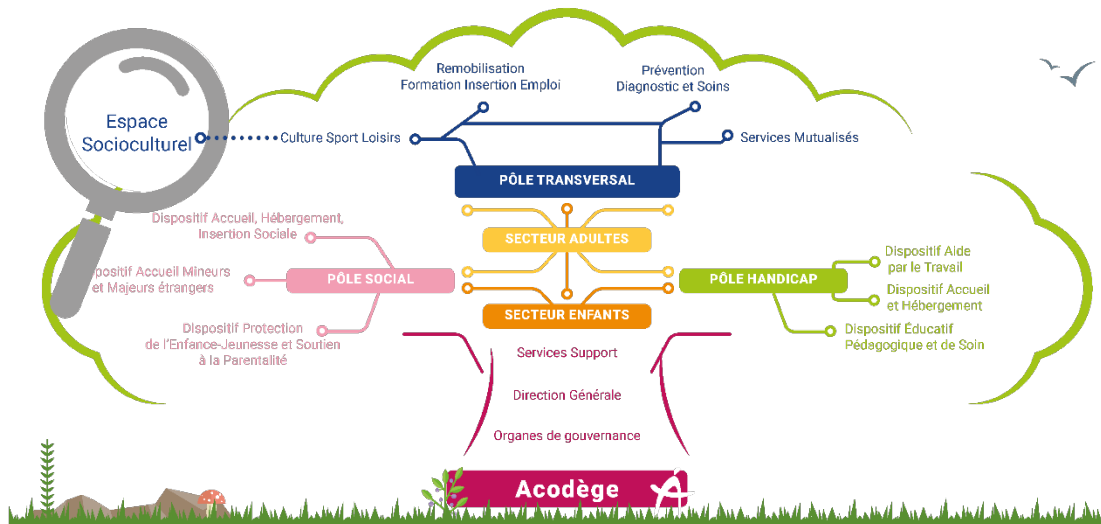 Remobilisation
Formation Insertion Emploi
Prévention
Diagnostic et Soins
Espace
Socioculturel
Culture Sport Loisirs
Services Mutualisés
PÔLE TRANSVERSAL
Dispositif Accueil, Hébergement,
Insertion Sociale
SECTEUR ADULTES
Dispositif Aide
par le Travail
positif Accueil Mineurs
et Majeurs étrangers
PÔLE SOCIAL
PÔLE HANDICAP
Dispositif Accueil
et Hébergement
SECTEUR ENFANTS
Dispositif Protection
de l'Enfance-Jeunesse et Soutien
à la Parentalité
Dispositif Éducatif
Pédagogique et de Soin
Services Support
Direction Générale
Organes de gouvernance
Acodège